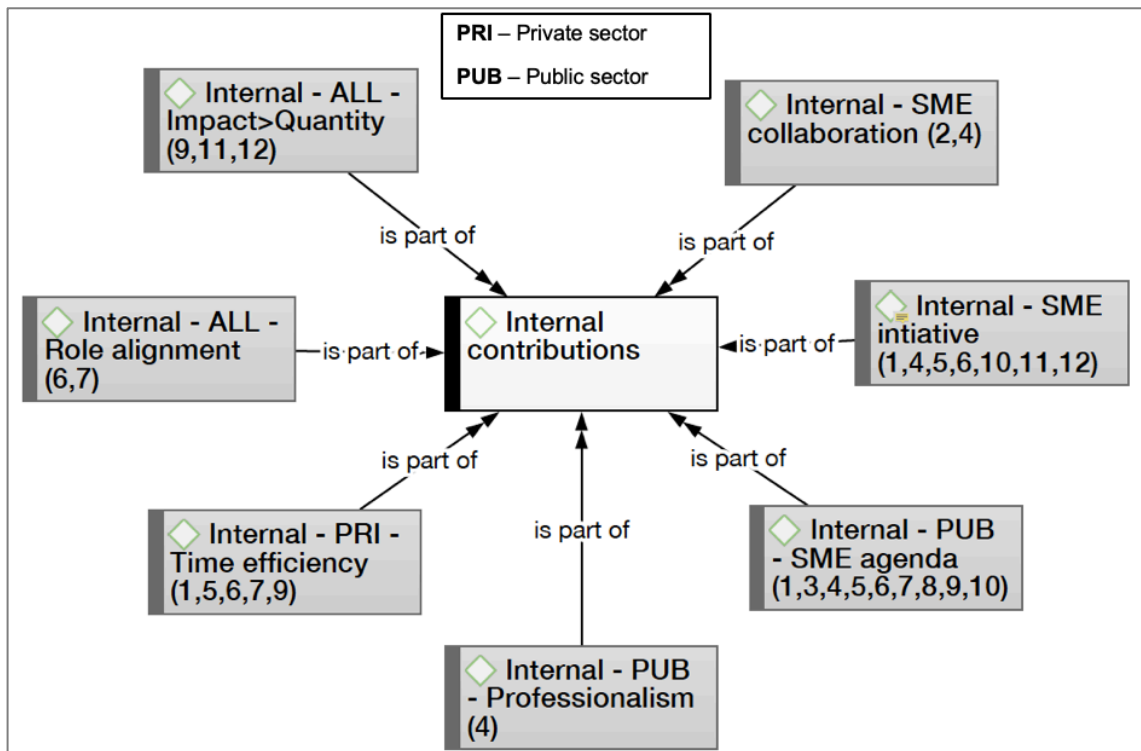 PRI – Private sector
PUB – Public sector
Internal - ALL -
Impact>Quantity
(9,11,12)
Internal - SME
collaboration (2,4)
is part of
is part of
Internal - ALL -
Role alignment
(6,7)
is part of
Internal
contributions
is part of
Internal - SME
intiative
(1,4,5,6,10,11,12)
is part of
is part of
is part of
Internal - PRI -
Time efficiency
(1,5,6,7,9)
Internal - PUB
- SME agenda
(1,3,4,5,6,7,8,9,10)
Internal - PUB
- Professionalism
(4)